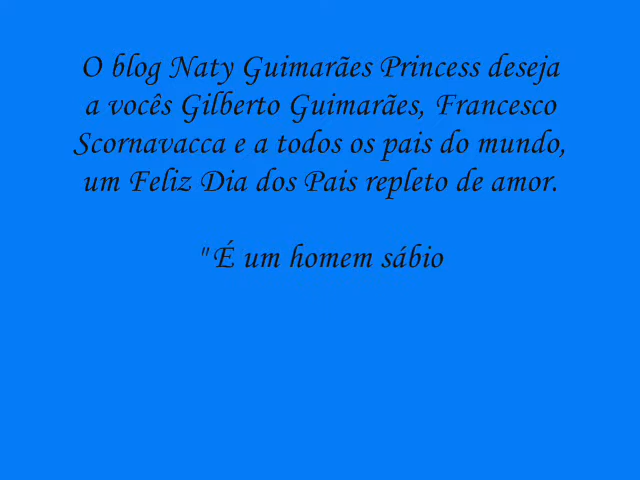 O blog Naty Guimarães Princess deseja
a vocês Gilberto Guimarães, Francesco
Scornavacca e a todos os pais do mundo,
um Feliz Dia dos Pais repleto de amor.
"É um homem sábio